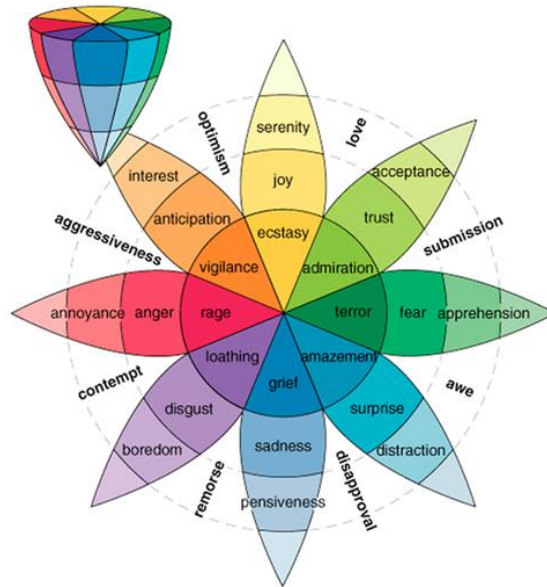 optimism
serenity
love
interest
joy
acceptance
anticipation
trust
aggressiveness
ecstasy
submission
vigilance
admiration
annoyance
anger
rage
terror
fear
apprehension
loathing
amazement
contempt
grief
awe
disgust
surprise
boredom
sadness
distraction
remorse
pensiveness
disapproval